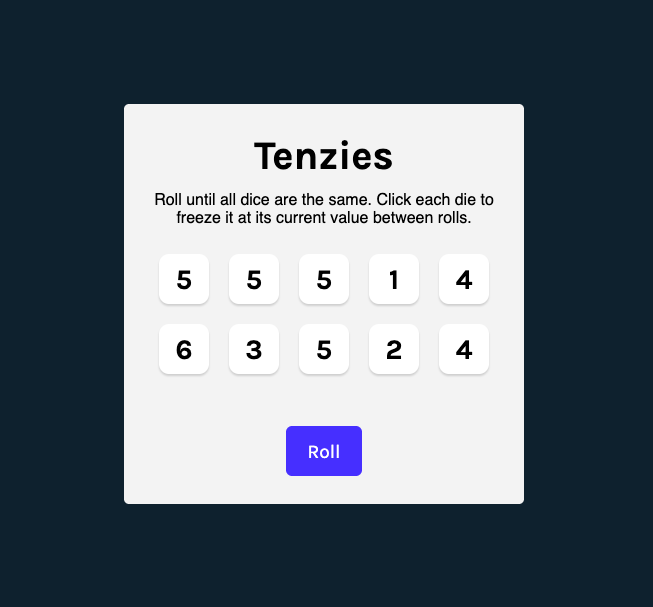 Tenzies
Roll until all dice are the same. Click each die to
freeze it at its current value between rolls.
5 5 5 1 4
6 3 5 2 4
Roll